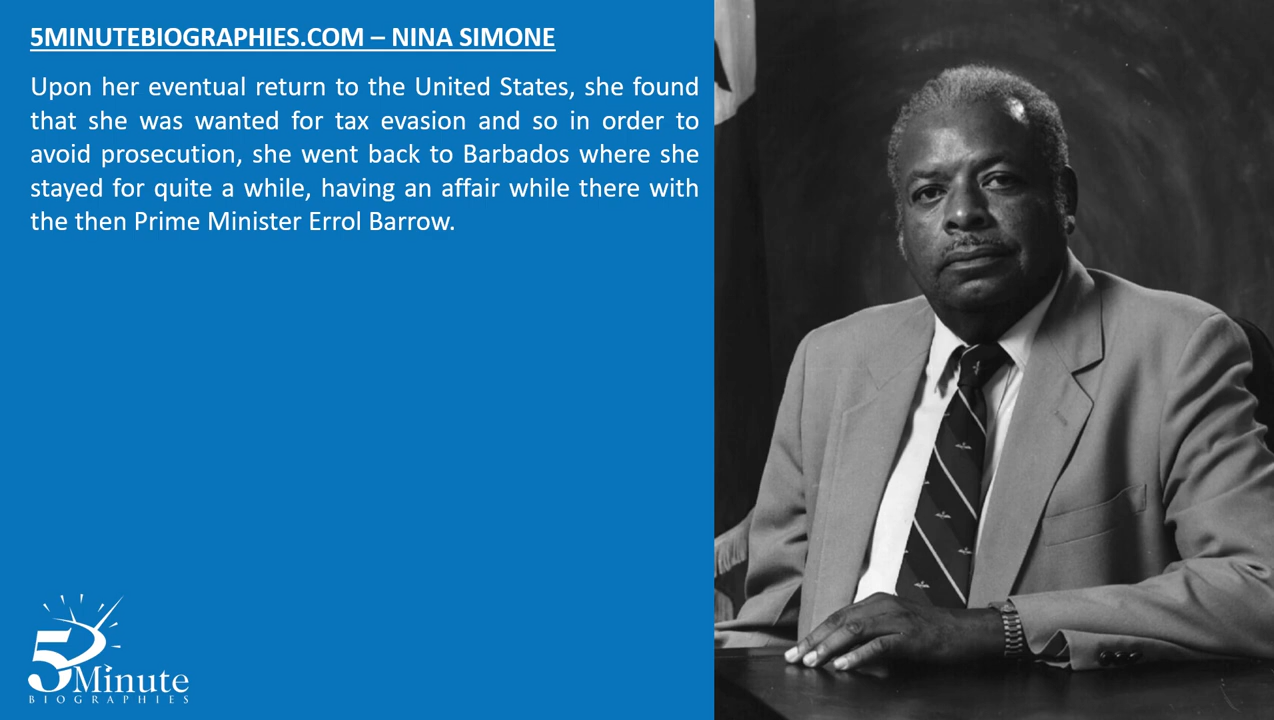 5MINUTEBIOGRAPHIES.COM – NINA SIMONE
Upon her eventual return to the United States, she found
that she was wanted for tax evasion and so in order to
avoid prosecution, she went back to Barbados where she
stayed for quite a while, having an affair while there with
the then Prime Minister Errol Barrow.
5
Minute
BIOGRAPHIES